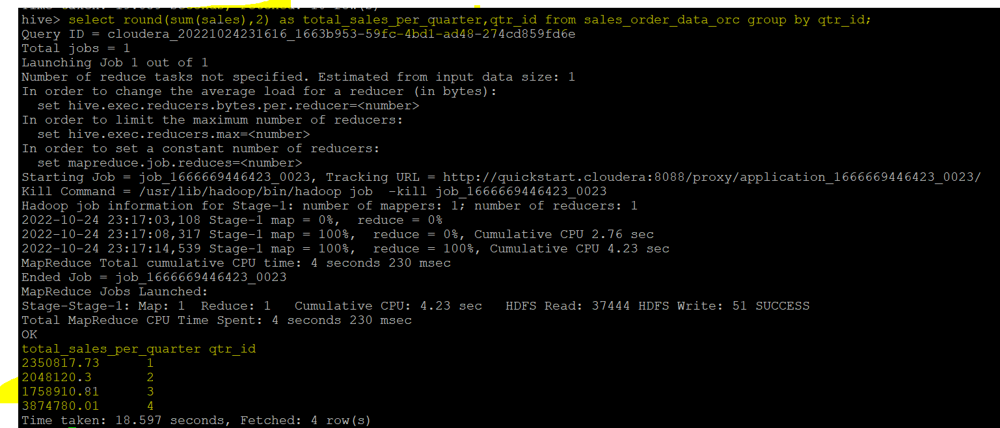 hive> select round(sum(sales),2) as total_sales_per_quarter,qtr_id from sales_order_data_orc group by qtr_id;
Query ID = cloudera_20221024231616_1663b953-59fc-4bd1-ad48-274cd859fd6e
Total jobs = 1
Launching Job 1 out of 1
Number of reduce tasks not specified. Estimated from input data size: 1
In order to change the average load for a reducer (in bytes):
  set hive.exec.reducers.bytes.per.reducer=<number>
In order to limit the maximum number of reducers:
  set hive.exec.reducers.max=<number>
In order to set a constant number of reducers:
  set mapreduce.job.reduces=<number>
Starting Job = job_1666669446423_0023, Tracking URL = http://quickstart.cloudera:8088/proxy/application_1666669446423_0023/
Kill Command = /usr/lib/hadoop/bin/hadoop job  -kill job_1666669446423_0023
Hadoop job information for Stage-1: number of mappers: 1; number of reducers: 1
2022-10-24 23:17:03,108 Stage-1 map = 0%,  reduce = 0%
2022-10-24 23:17:08,317 Stage-1 map = 100%,  reduce = 0%, Cumulative CPU 2.76 sec
2022-10-24 23:17:14,539 Stage-1 map = 100%,  reduce = 100%, Cumulative CPU 4.23 sec
MapReduce Total cumulative CPU time: 4 seconds 230 msec
Ended Job = job_1666669446423_0023
MapReduce Jobs Launched:
Stage-Stage-1: Map: 1  Reduce: 1   Cumulative CPU: 4.23 sec   HDFS Read: 37444 HDFS Write: 51 SUCCESS
Total MapReduce CPU Time Spent: 4 seconds 230 msec
OK
total_sales_per_quarter qtr_id
2350817.73      1
2048120.3       2
1758910.81      3
3874780.01      4
Time taken: 18.597 seconds, Fetched: 4 row(s)